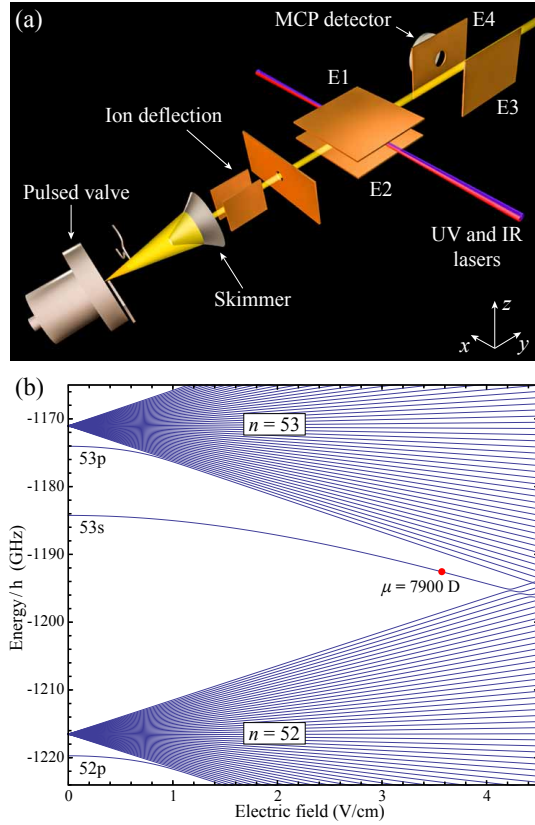 (a)
MCP detector
E4
E1
E3
Ion deflection
E2
Pulsed valve
UV and IR
lasers
Skimmer
z
x
y
(b)
-1170
n = 53
53p
-1180
53s
-1190
μ = 7900 D
Energy/h (GHz)
-1200
-1210
n = 52
-1220
52p
0
1
2
3
4
Electric field (V/cm)